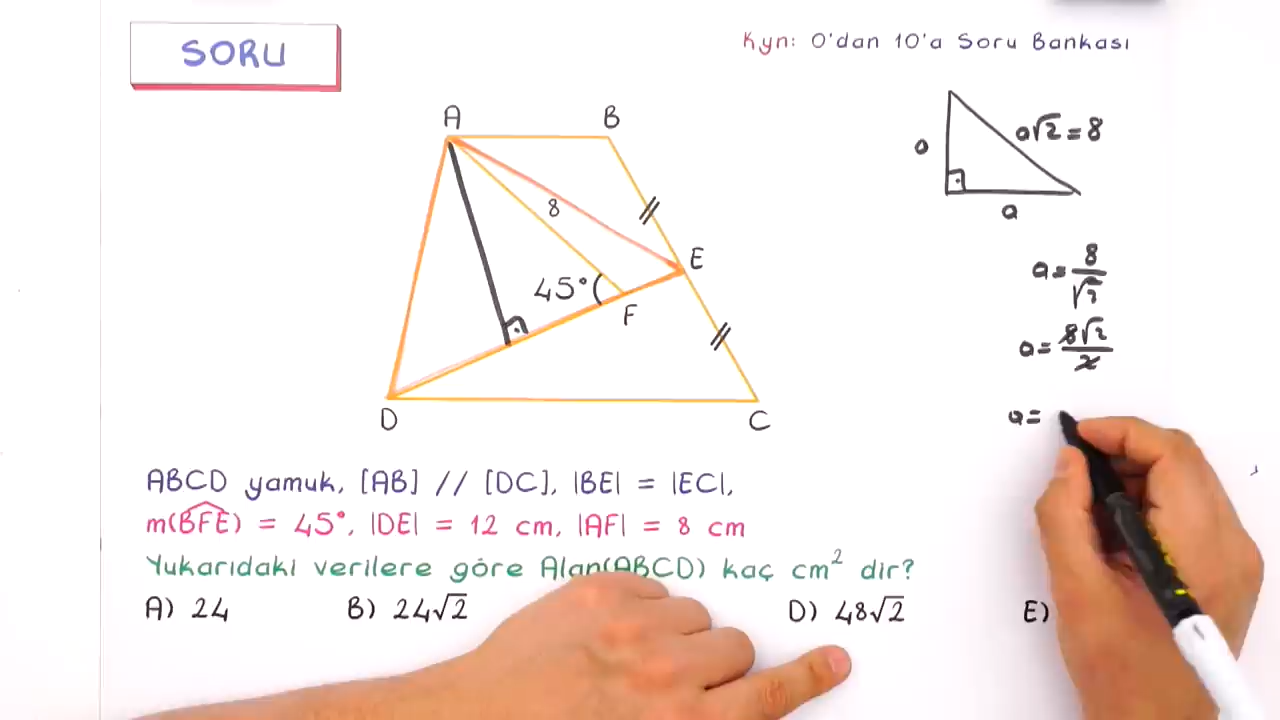 SORU
Kyn: 0'dan 10'a Soru Bankası
A
B
8
E
45°
F
D
C
a
a√2 = 8
a
a = 8/√2
a = 8√2/2
a =
ABCD yamuk, [AB] // [DC], |BE| = |EC|,
m(BFE) = 45°, |DE| = 12 cm, |AF| = 8 cm
Yukarıdaki verilere göre Alan(ABCD) kaç cm² dir?
A) 24 B) 24√2 D) 48√2 E)